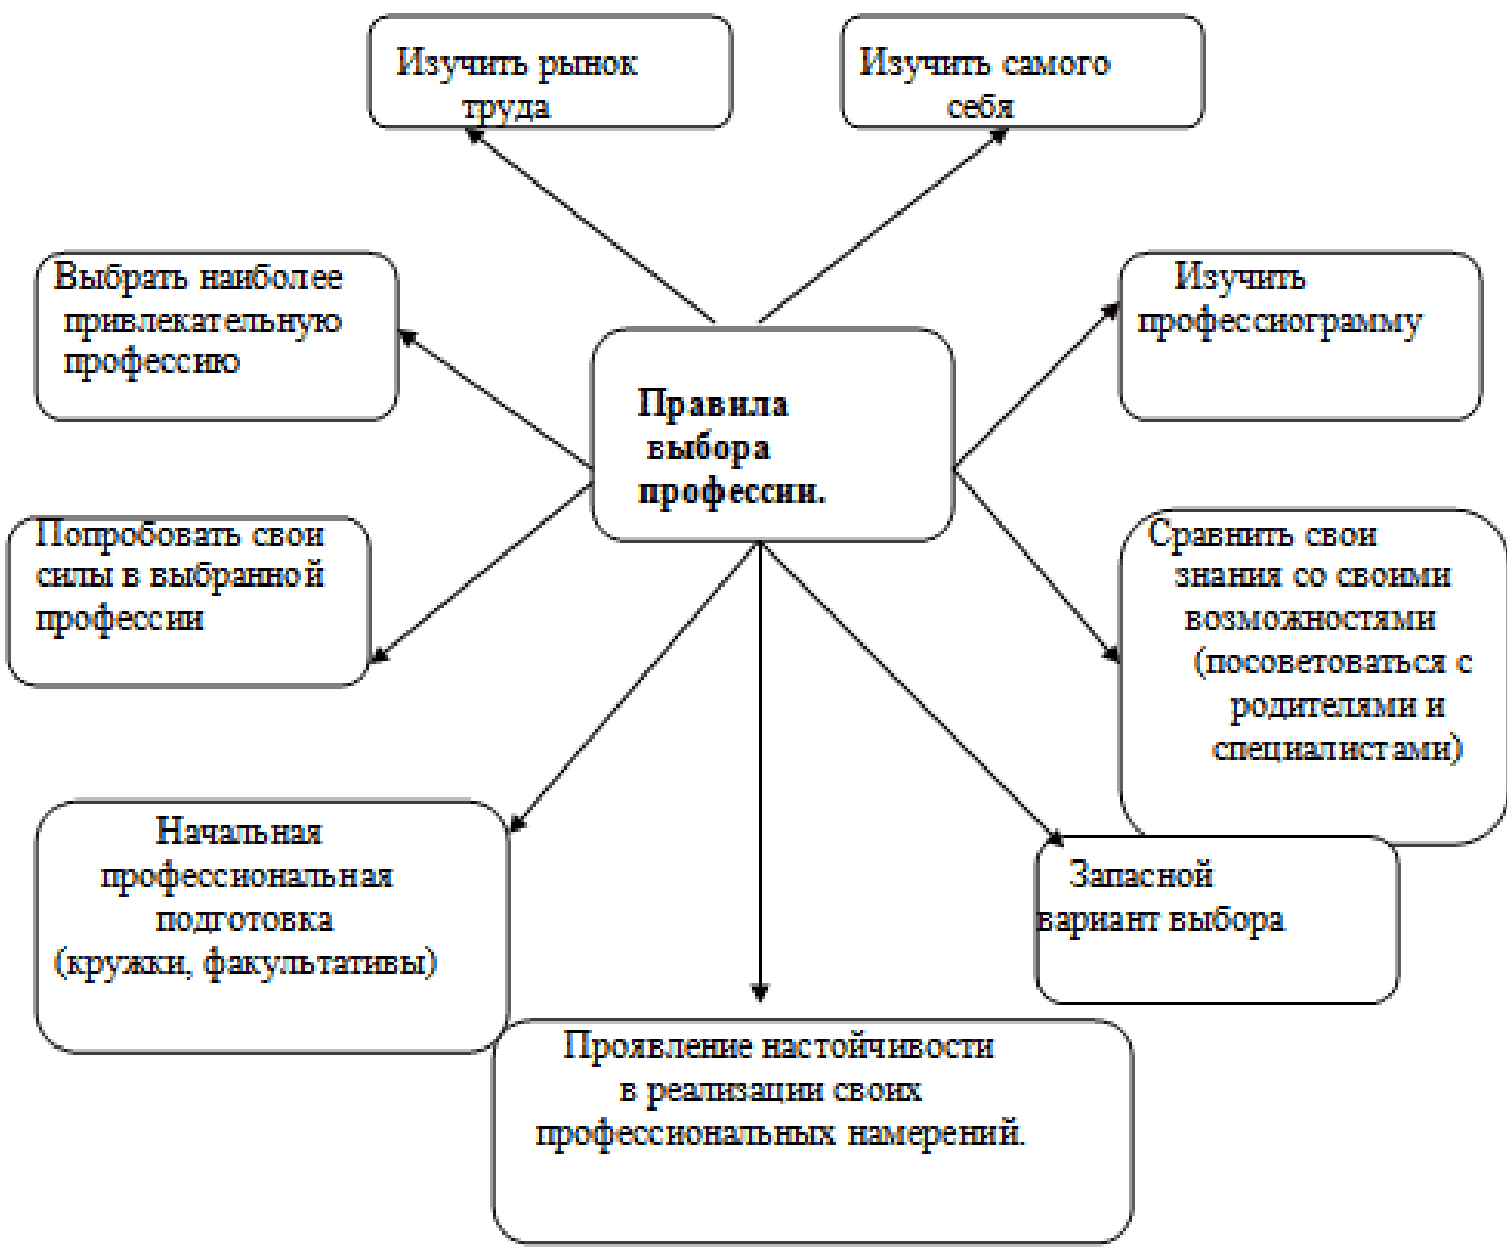 Изучить рынок
труда
Изучить самого
себя
Выбрать наиболее
привлекательную
профессию
Изучить
профессиограмму
Правила
выбора
профессии.
Попробовать свои
силы в выбранной
профессии
Сравнить свои
знания со своими
возможностями
(посоветоваться с
родителями и
специалистами)
Начальная
профессиональная
подготовка
(кружки, факультативы)
Запасной
вариант выбора
Проявление настойчивости
в реализации своих
профессиональных намерений.